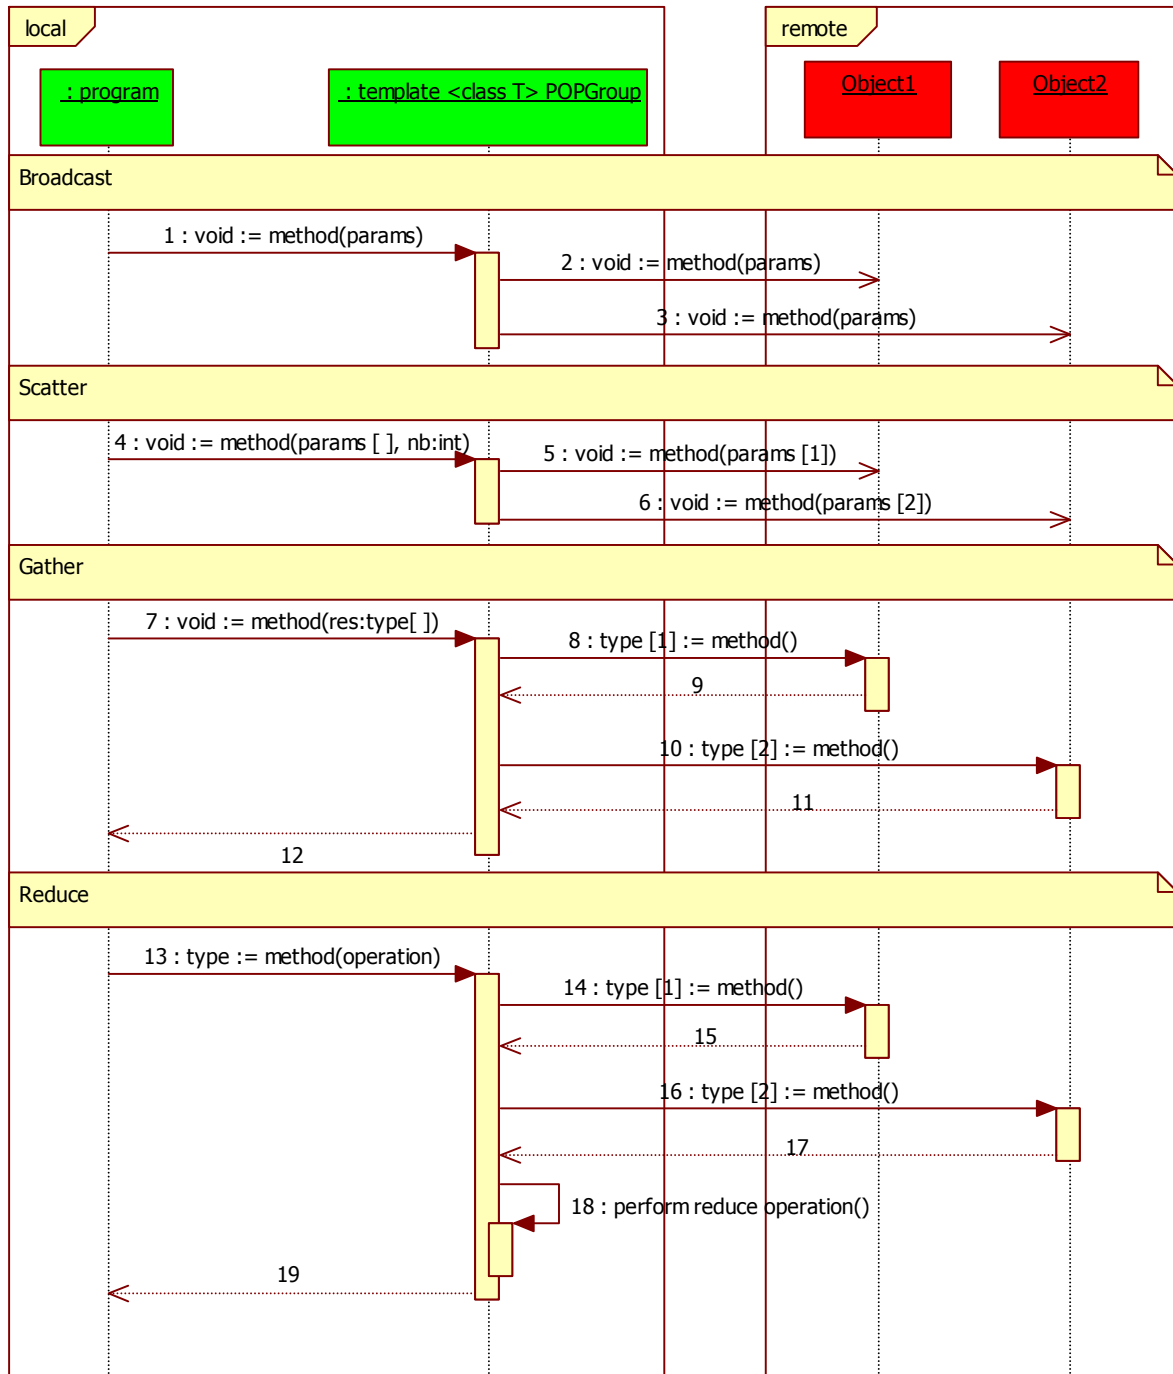 local
remote
: program
: template <class T> POPGroup
Object1
Object2
Broadcast
1 : void := method(params)
2 : void := method(params)
3 : void := method(params)
Scatter
4 : void := method(params [ ], nb:int)
5 : void := method(params [1])
6 : void := method(params [2])
Gather
7 : void := method(res:type[ ])
8 : type [1] := method()
9
10 : type [2] := method()
11
12
Reduce
13 : type := method(operation)
14 : type [1] := method()
15
16 : type [2] := method()
17
18 : perform reduce operation()
19